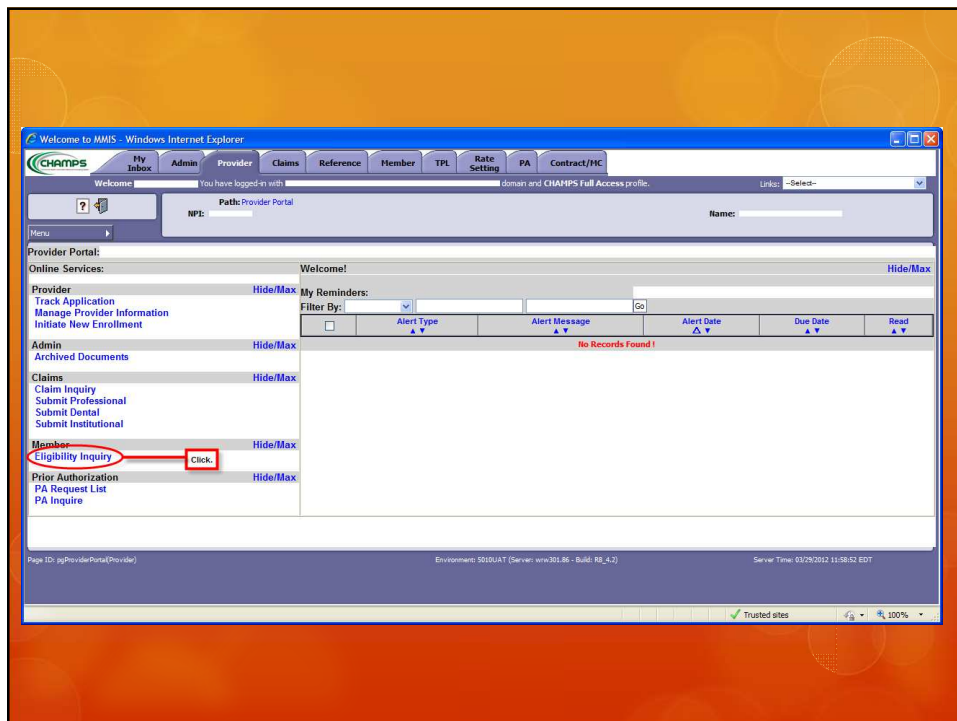 Welcome to MMIS - Windows Internet Explorer
CHAMPS My Inbox Admin Provider Claims Reference Member TPL Rate Setting PA Contract/MC
Welcome You have logged-in with domain and CHAMPS Full Access profile. Links: --Select--
Path: Provider Portal
NPI: Name:
Menu
Provider Portal:
Online Services: Welcome! Hide/Max
Provider Hide/Max
Track Application
Manage Provider Information
Initiate New Enrollment
Admin Hide/Max
Archived Documents
Claims Hide/Max
Claim Inquiry
Submit Professional
Submit Dental
Submit Institutional
Member Hide/Max
Eligibility Inquiry
Click.
Prior Authorization Hide/Max
PA Request List
PA Inquire
My Reminders:
Filter By: Go
Alert Type Alert Message Alert Date Due Date Read
No Records Found !
Page ID: pgProviderPortal(Provider) Environment: 5010UAT (Server: wrw301.86 - Build: R8_4.2) Server Time: 03/29/2012 11:58:52 EDT
Trusted sites 100%